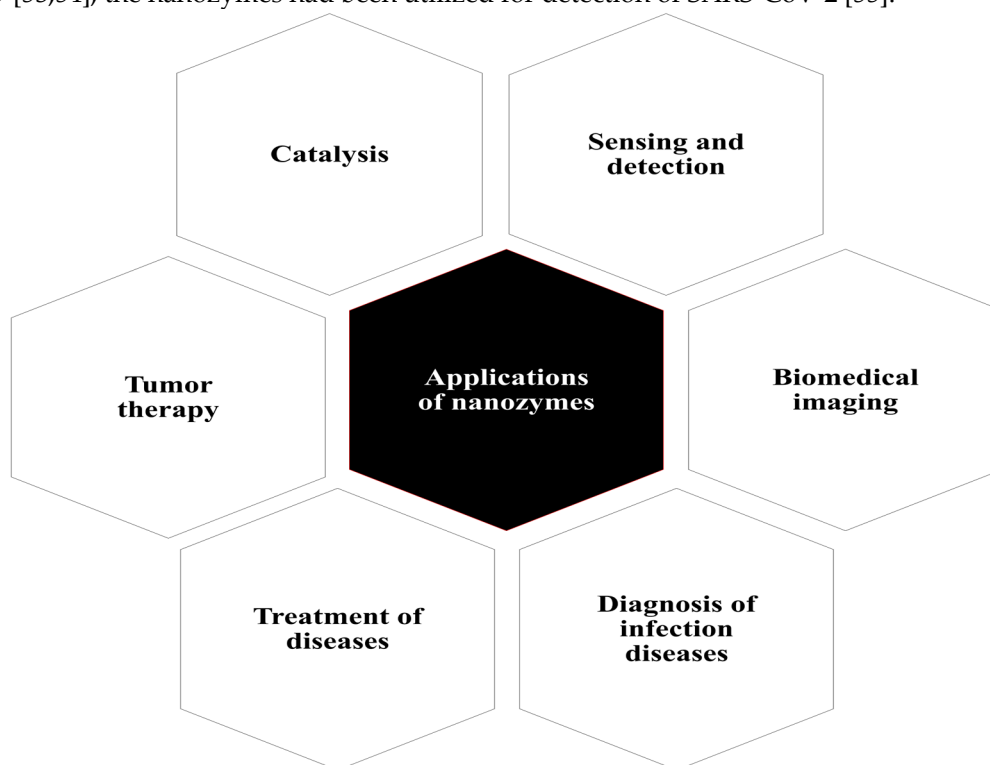 the nanozymes had been utilized for detection of SARS-CoV-2
Catalysis
Sensing and
detection
Tumor
therapy
Applications
of nanozymes
Biomedical
imaging
Treatment of
diseases
Diagnosis of
infection
diseases